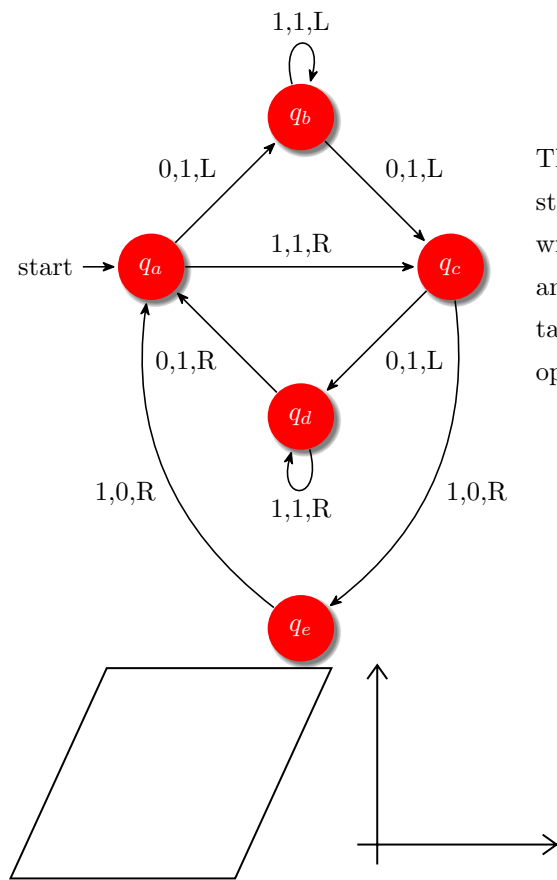 1,1,L
q_b
0,1,L 0,1,L
start q_a 1,1,R q_c
0,1,R 0,1,L
q_d
1,1,R
1,0,R 1,0,R
q_e